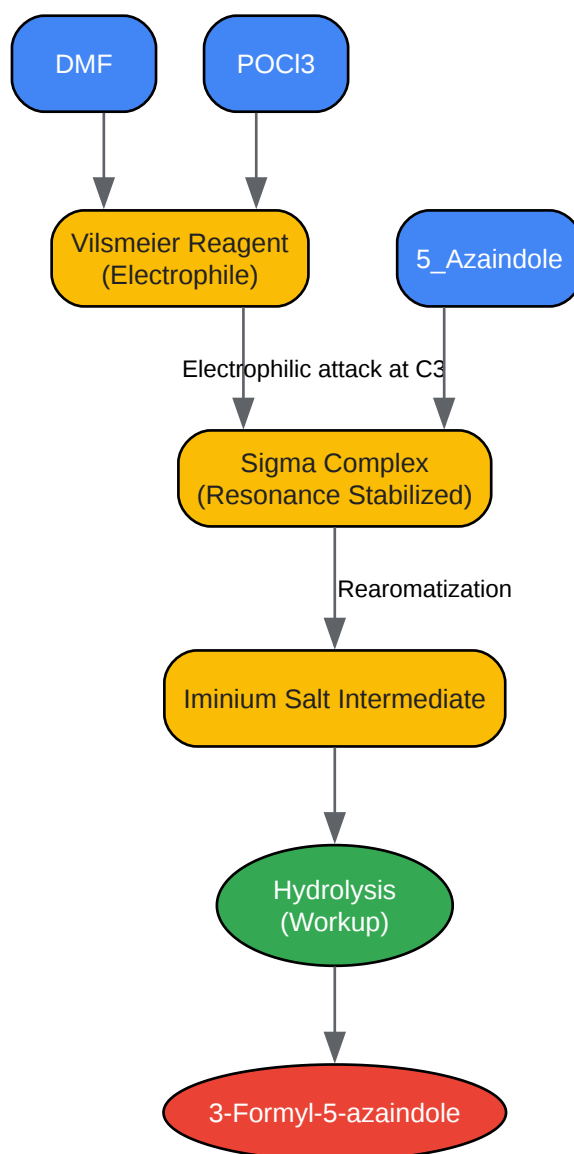 DMF
POCl3
Vilsmeier Reagent
(Electrophile)
5_Azaindole
Electrophilic attack at C3
Sigma Complex
(Resonance Stabilized)
Rearomatization
Iminium Salt Intermediate
Hydrolysis
(Workup)
3-Formyl-5-azaindole